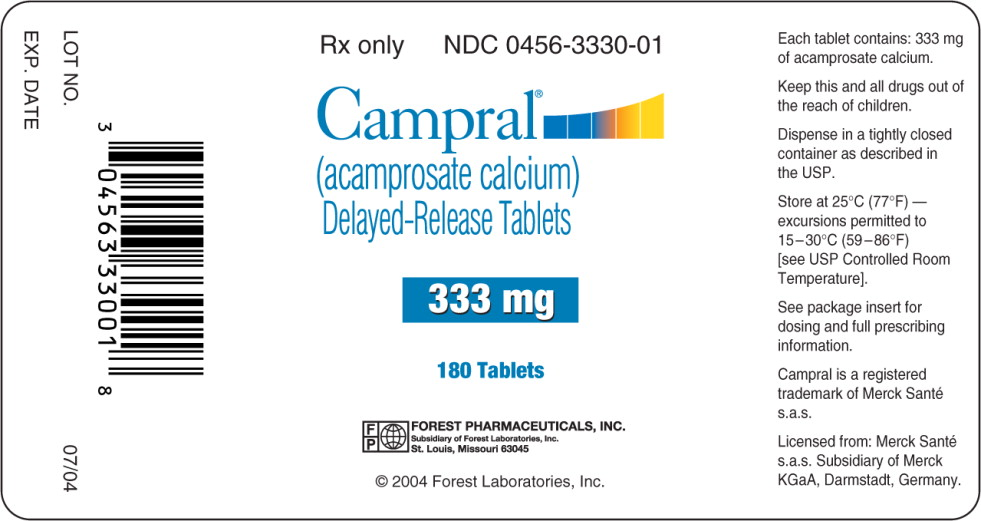 LOT NO.
EXP. DATE
3 04563 33001 8
07/04
Rx only NDC 0456-3330-01
Campral®
(acamprosate calcium)
Delayed-Release Tablets
333 mg
180 Tablets
FP
FOREST PHARMACEUTICALS, INC.
Subsidiary of Forest Laboratories, Inc.
St. Louis, Missouri 63045
© 2004 Forest Laboratories, Inc.
Each tablet contains: 333 mg
of acamprosate calcium.
Keep this and all drugs out of
the reach of children.
Dispense in a tightly closed
container as described in
the USP.
Store at 25°C (77°F) —
excursions permitted to
15–30°C (59–86°F)
[see USP Controlled Room
Temperature].
See package insert for
dosing and full prescribing
information.
Campral is a registered
trademark of Merck Santé
s.a.s.
Licensed from: Merck Santé
s.a.s. Subsidiary of Merck
KGaA, Darmstadt, Germany.